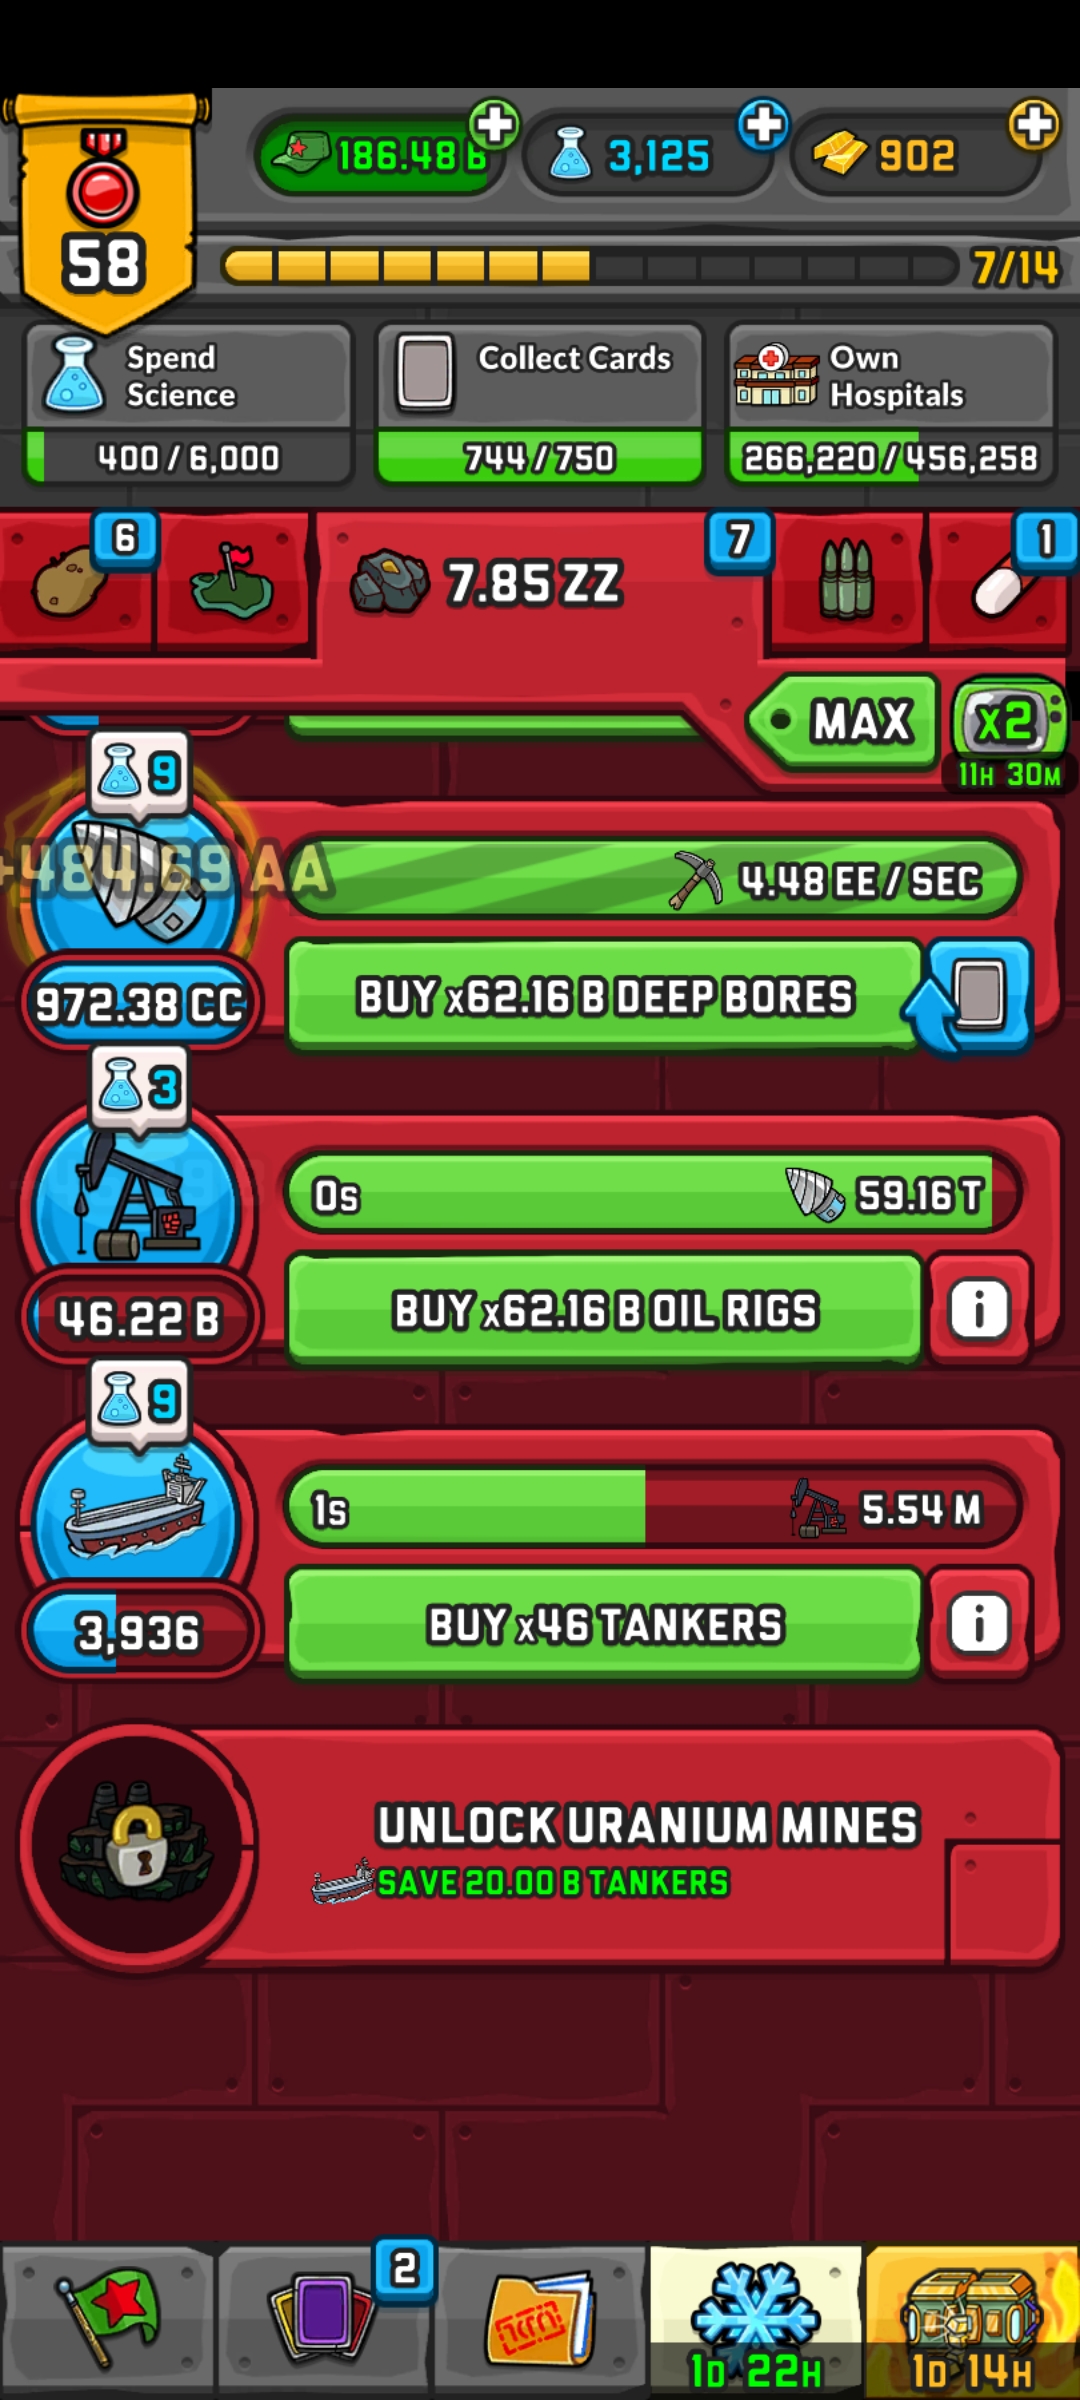 186.48 B
3,125
902
58
7/14
Spend
Science
Collect Cards
Own
Hospitals
400 / 6,000
744 / 750
266,220 / 456,258
6
7.85 ZZ
7
1
MAX
x2
11H 30M
9
+484.69 AA
4.48 EE / SEC
972.38 CC
BUY x62.16 B DEEP BORES
3
0s
59.16 T
46.22 B
BUY x62.16 B OIL RIGS
i
9
1s
5.54 M
3,936
BUY x46 TANKERS
i
UNLOCK URANIUM MINES
SAVE 20.00 B TANKERS
2
1D 22H
1D 14H